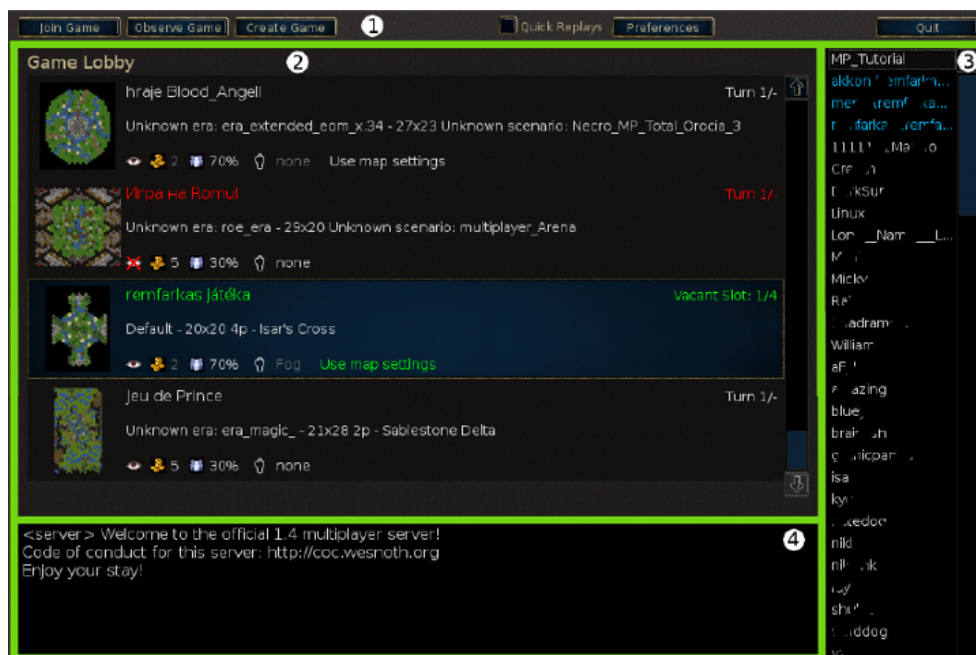 Join Game Observe Game Create Game 1 Quick Replays Preferences Quit
Game Lobby 2
hraje Blood_Angell Turn 1/-
Unknown era: era_extended_eom_x.34 - 27x23 Unknown scenario: Necro_MP_Total_Orocia_3
2 70% none Use map settings
Игра на Romul Turn 1/-
Unknown era: roe_era - 29x20 Unknown scenario: multiplayer_Arena
5 30% none
remfarkas játéka Vacant Slot: 1/4
Default - 20x20 4p - Isar's Cross
2 70% Fog Use map settings
Jeu de Prince Turn 1/-
Unknown era: era_magic_ - 21x28 2p - Sablestone Delta
5 30% none
<server> Welcome to the official 1.4 multiplayer server! 4
Code of conduct for this server: http://coc.wesnoth.org
Enjoy your stay!
MP_Tutorial 3
Linux
Micky
William
isa